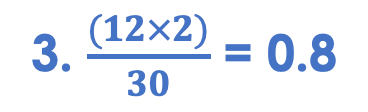 3. (12×2)/30 = 0.8